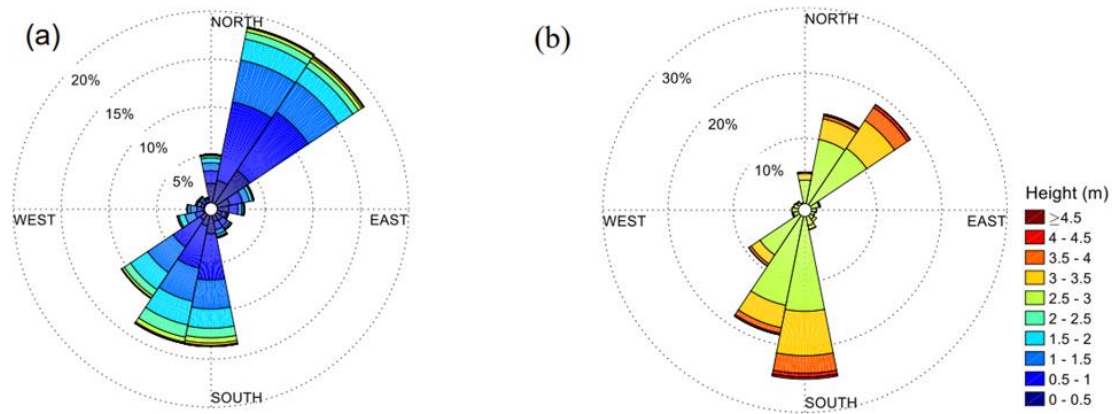 (a)
NORTH
20%
15%
10%
5%
WEST
EAST
SOUTH
(b)
NORTH
30%
20%
10%
WEST
EAST
SOUTH
Height (m)
≥4.5
4 - 4.5
3.5 - 4
3 - 3.5
2.5 - 3
2 - 2.5
1.5 - 2
1 - 1.5
0.5 - 1
0 - 0.5